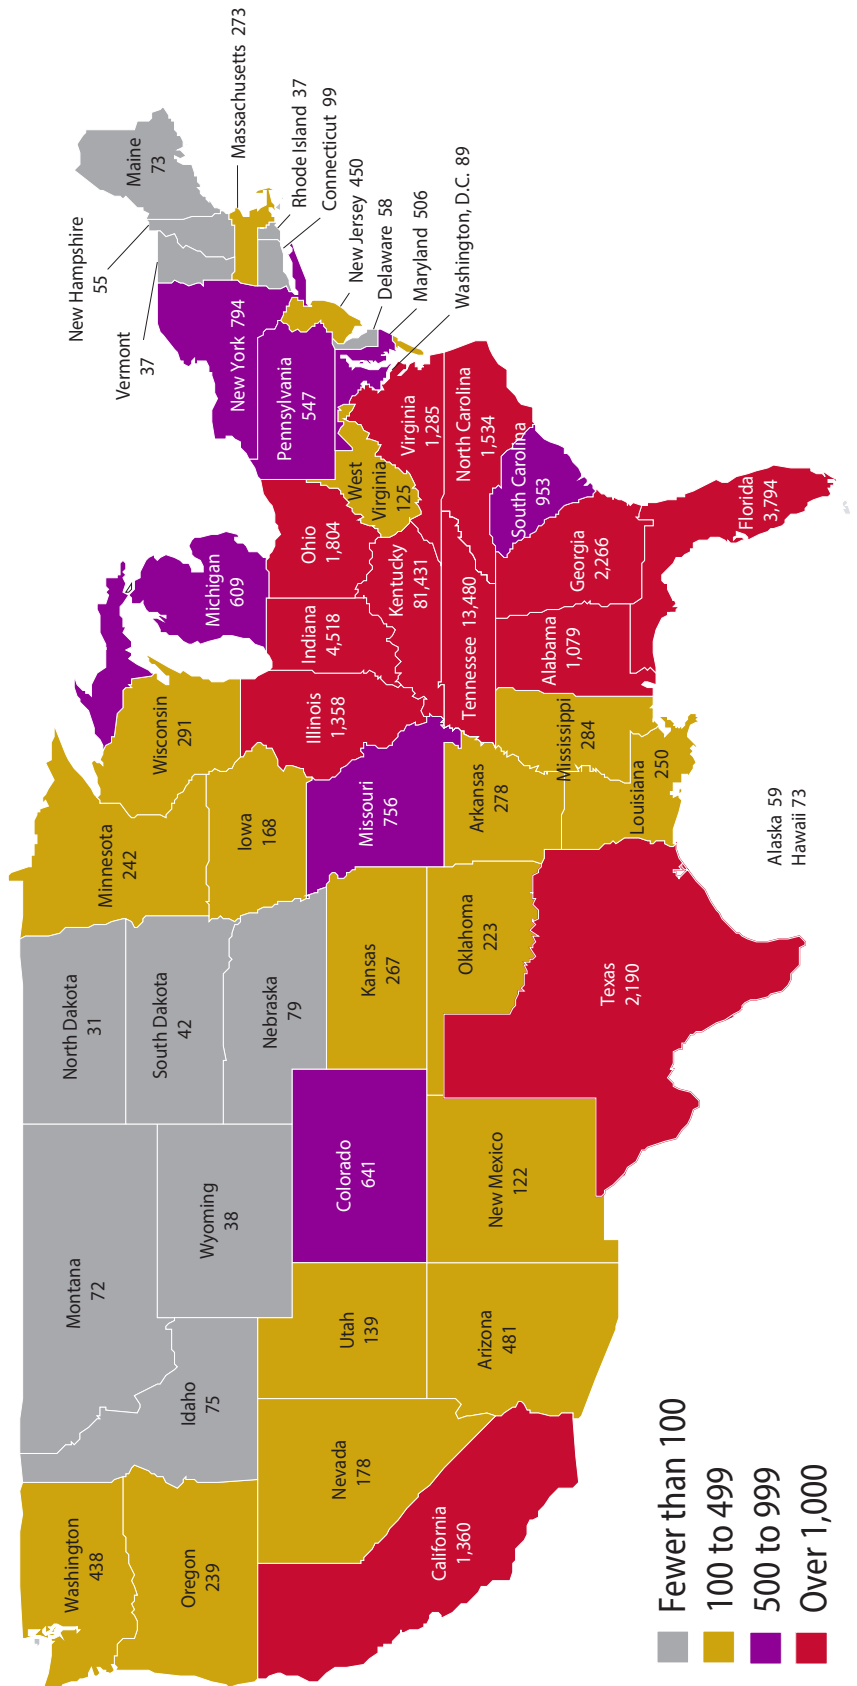 Washington
438
Oregon
239
California
1,360
Nevada
178
Idaho
75
Montana
72
Wyoming
38
Utah
139
Arizona
481
Colorado
641
New Mexico
122
North Dakota
31
South Dakota
42
Nebraska
79
Kansas
267
Oklahoma
223
Texas
2,190
Minnesota
242
Iowa
168
Missouri
756
Arkansas
278
Louisiana
250
Wisconsin
291
Illinois
1,358
Mississippi
284
Michigan
609
Indiana
4,518
Ohio
1,804
Kentucky
81,431
Tennessee 13,480
Alabama
1,079
Georgia
2,266
Florida
3,794
South Carolina
953
North Carolina
1,534
Virginia
1,285
West
Virginia
125
Pennsylvania
547
New York 794
Vermont
37
New Hampshire
55
Maine
73
Massachusetts 273
Rhode Island 37
Connecticut 99
New Jersey 450
Delaware 58
Maryland 506
Washington, D.C. 89
Alaska 59
Hawaii 73
Fewer than 100
100 to 499
500 to 999
Over 1,000